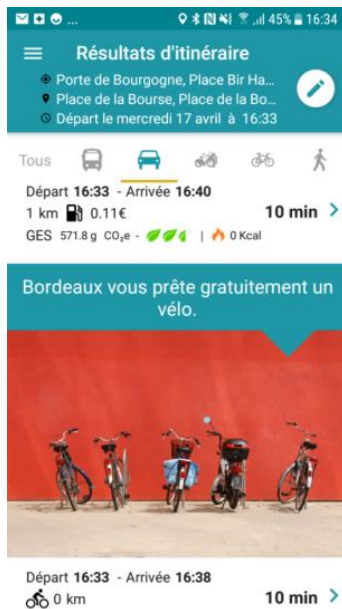 ... 45% 16:34
Résultats d'itinéraire
Porte de Bourgogne, Place Bir Ha...
Place de la Bourse, Place de la Bo...
Départ le mercredi 17 avril à 16:33
Tous
Départ 16:33 - Arrivée 16:40
1 km 0.11€ 10 min >
GES 571.8 g CO₂e - | 0 Kcal
Bordeaux vous prête gratuitement un
vélo.
Départ 16:33 - Arrivée 16:38
0 km 10 min >